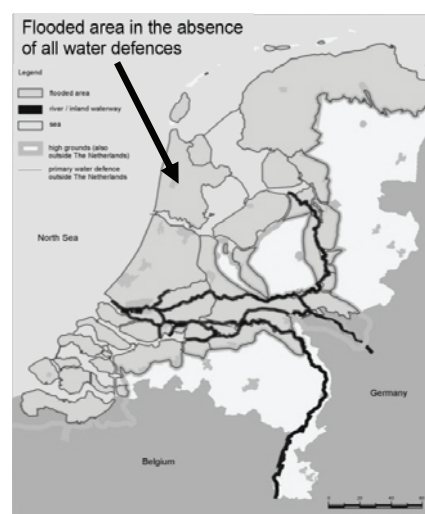 Flooded area in the absence
of all water defences
Legend
flooded area
river / inland waterway
sea
high grounds (also
outside The Netherlands)
primary water defence
outside The Netherlands
North Sea
Germany
Belgium